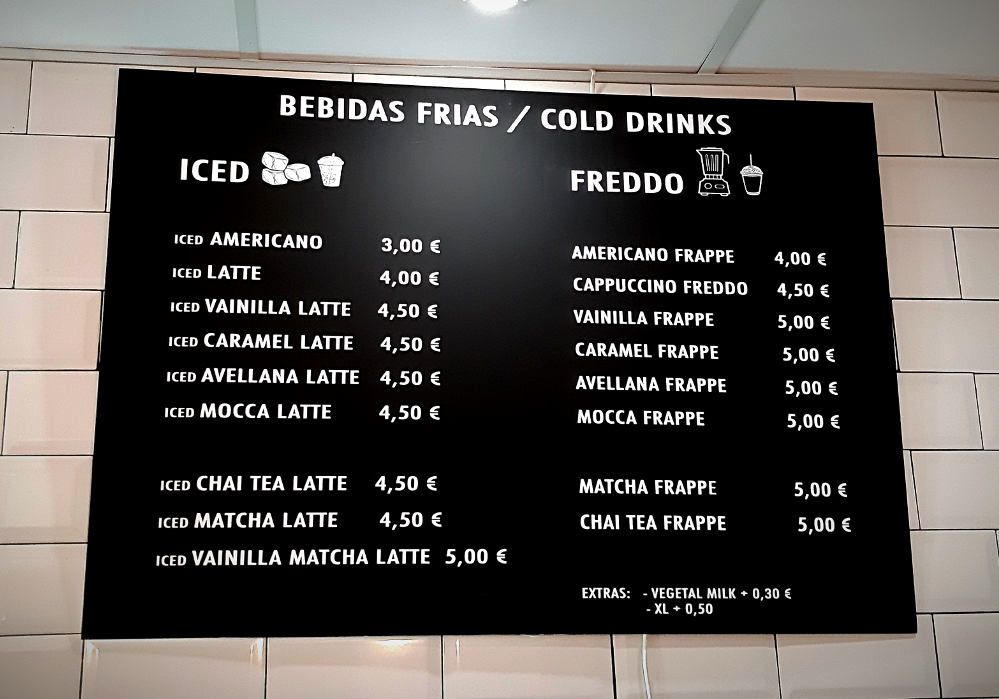 BEBIDAS FRIAS / COLD DRINKS
ICED
ICED AMERICANO 3,00 €
ICED LATTE 4,00 €
ICED VAINILLA LATTE 4,50 €
ICED CARAMEL LATTE 4,50 €
ICED AVELLANA LATTE 4,50 €
ICED MOCCA LATTE 4,50 €
ICED CHAI TEA LATTE 4,50 €
ICED MATCHA LATTE 4,50 €
ICED VAINILLA MATCHA LATTE 5,00 €
FREDDO
AMERICANO FRAPPE 4,00 €
CAPPUCCINO FREDDO 4,50 €
VAINILLA FRAPPE 5,00 €
CARAMEL FRAPPE 5,00 €
AVELLANA FRAPPE 5,00 €
MOCCA FRAPPE 5,00 €
MATCHA FRAPPE 5,00 €
CHAI TEA FRAPPE 5,00 €
EXTRAS: - VEGETAL MILK + 0,30 €
- XL + 0,50